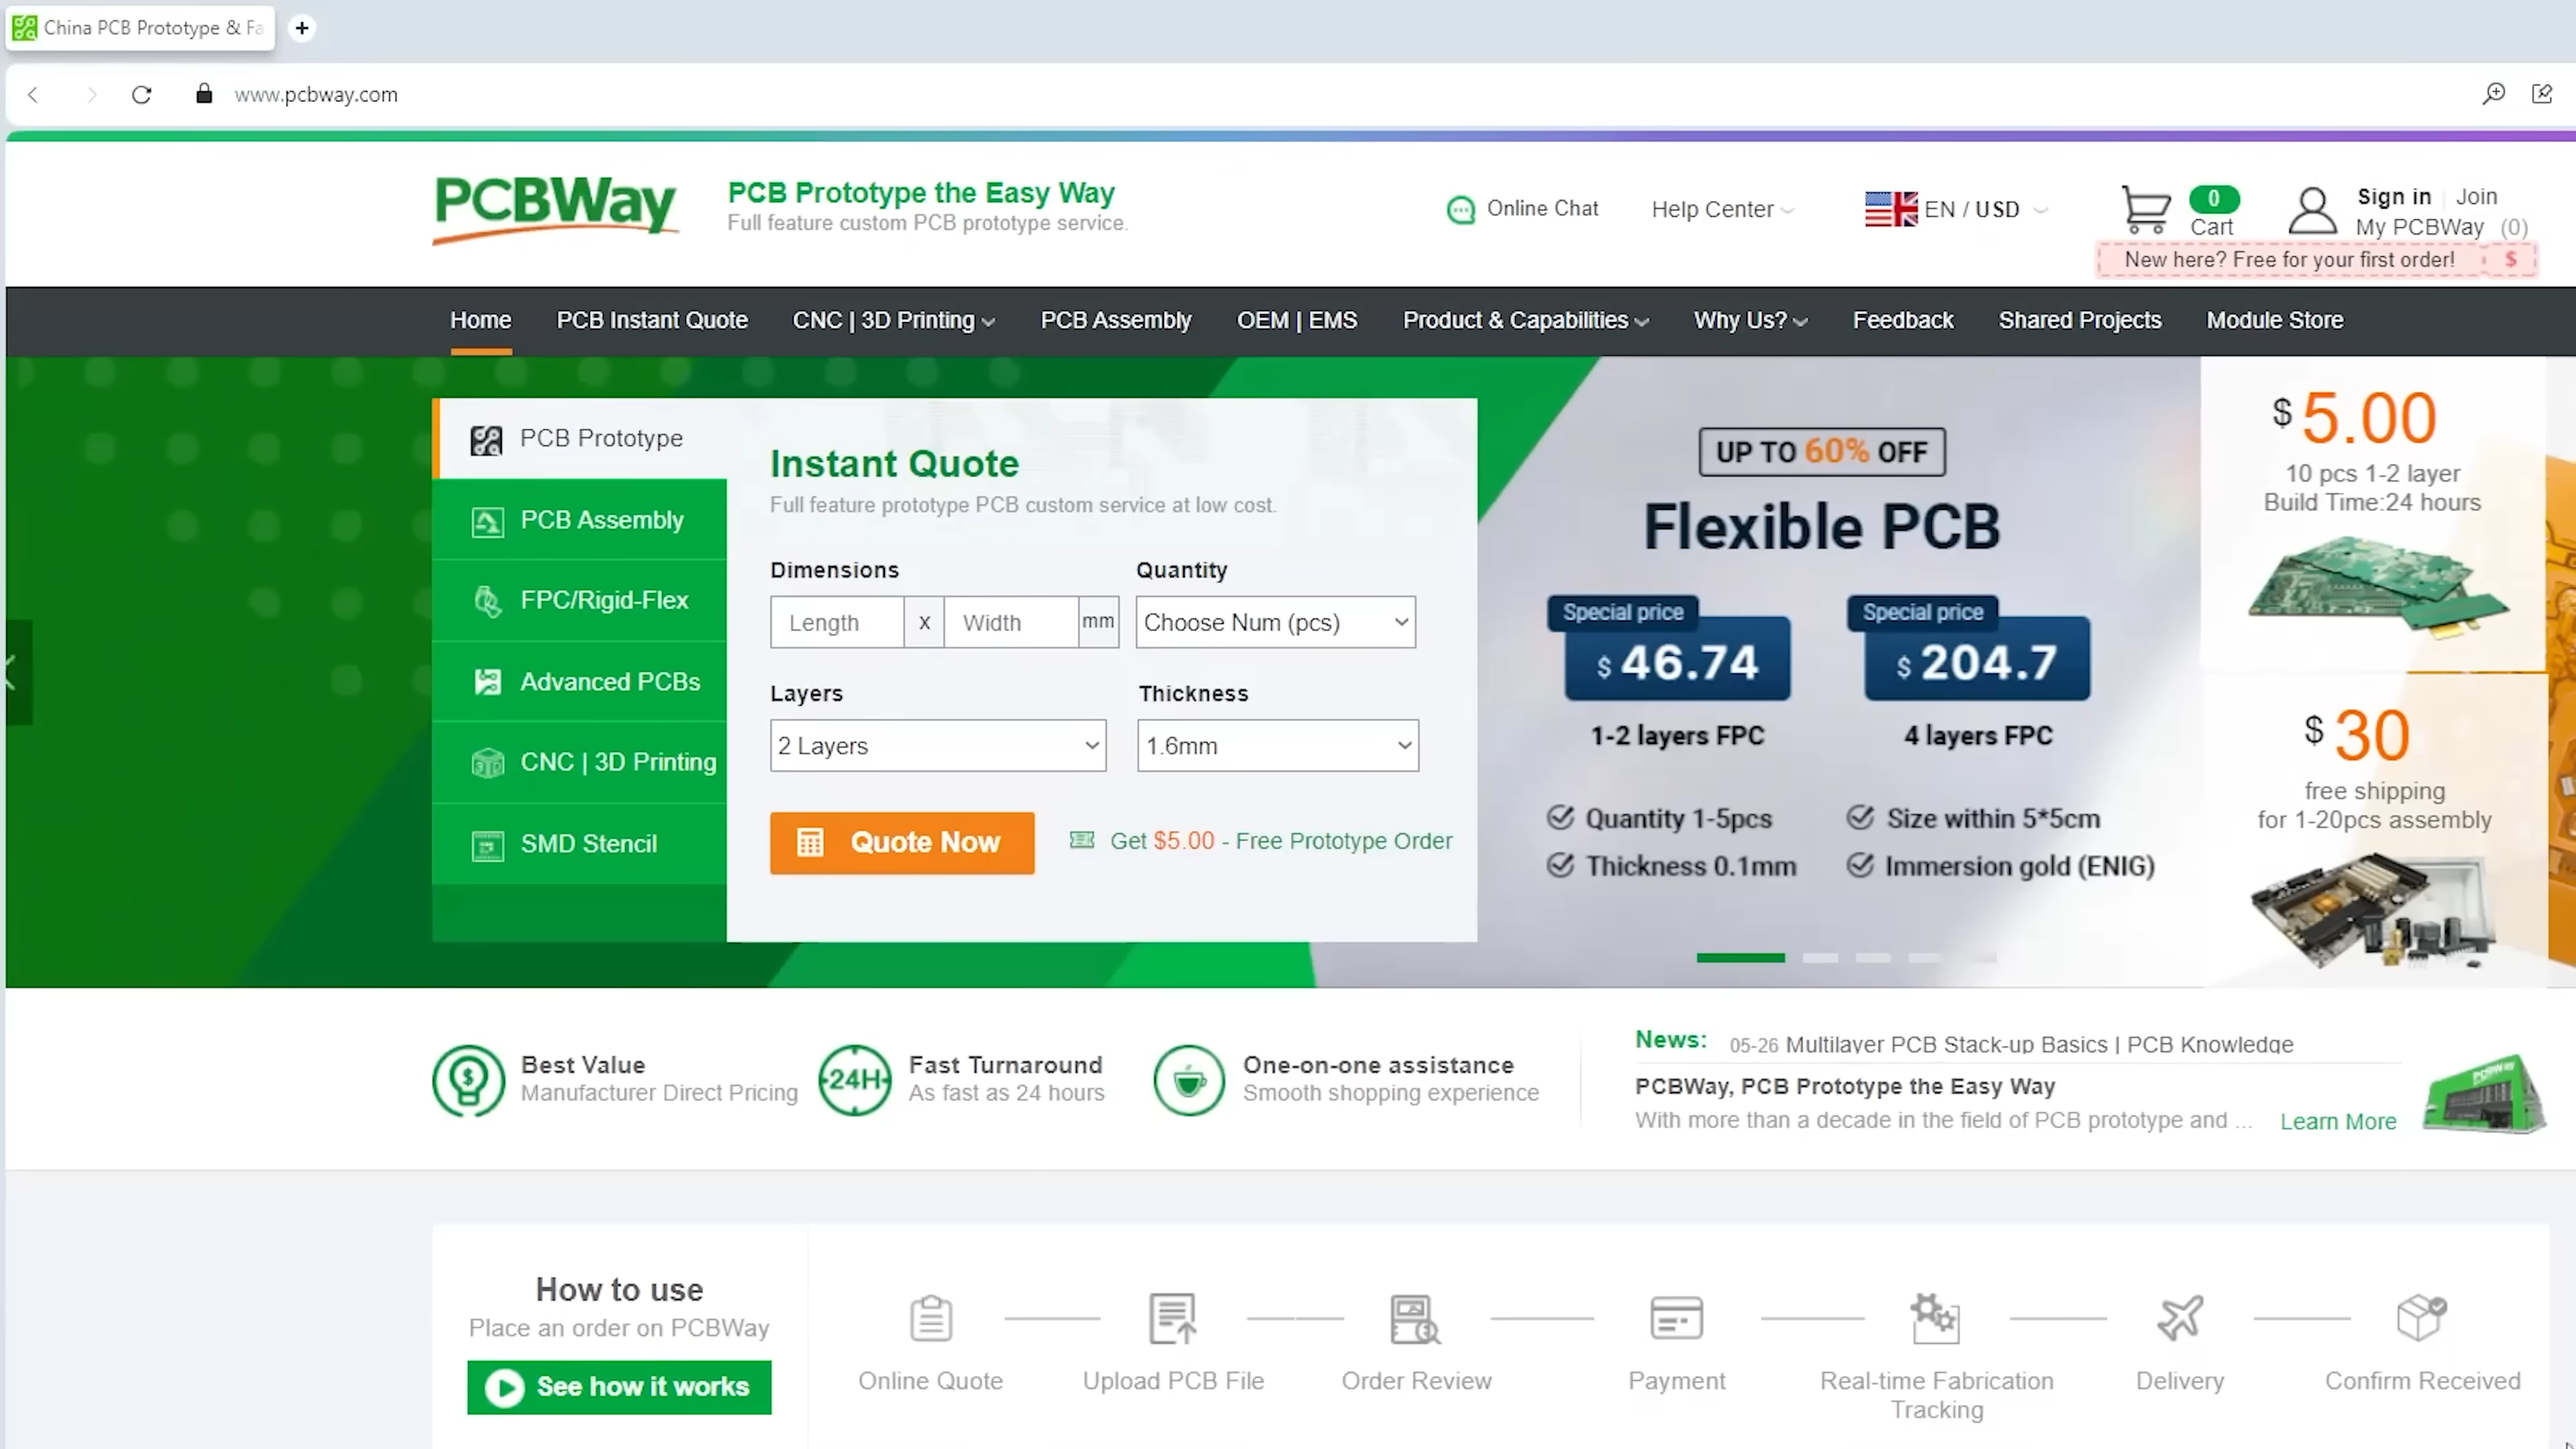 China PCB Prototype & Fa
www.pcbway.com
PCBWay
PCB Prototype the Easy Way
Full feature custom PCB prototype service.
Online Chat
Help Center
EN / USD
0
Cart
Sign in | Join
My PCBWay (0)
New here? Free for your first order! $
Home
PCB Instant Quote
CNC | 3D Printing
PCB Assembly
OEM | EMS
Product & Capabilities
Why Us?
Feedback
Shared Projects
Module Store
PCB Prototype
PCB Assembly
FPC/Rigid-Flex
Advanced PCBs
CNC | 3D Printing
SMD Stencil
Instant Quote
Full feature prototype PCB custom service at low cost.
Dimensions
Quantity
Length x Width mm
Choose Num (pcs)
Layers
Thickness
2 Layers
1.6mm
Quote Now
Get $5.00 - Free Prototype Order
UP TO 60% OFF
Flexible PCB
Special price
$ 46.74
1-2 layers FPC
Special price
$ 204.7
4 layers FPC
Quantity 1-5pcs
Size within 5*5cm
Thickness 0.1mm
Immersion gold (ENIG)
$ 5.00
10 pcs 1-2 layer
Build Time:24 hours
$ 30
free shipping
for 1-20pcs assembly
Best Value
Manufacturer Direct Pricing
24H
Fast Turnaround
As fast as 24 hours
One-on-one assistance
Smooth shopping experience
News:
05-26 Multilayer PCB Stack-up Basics | PCB Knowledge
PCBWay, PCB Prototype the Easy Way
With more than a decade in the field of PCB prototype and ...
Learn More
PCBWay
How to use
Place an order on PCBWay
See how it works
Online Quote
Upload PCB File
Order Review
Payment
Real-time Fabrication
Tracking
Delivery
Confirm Received